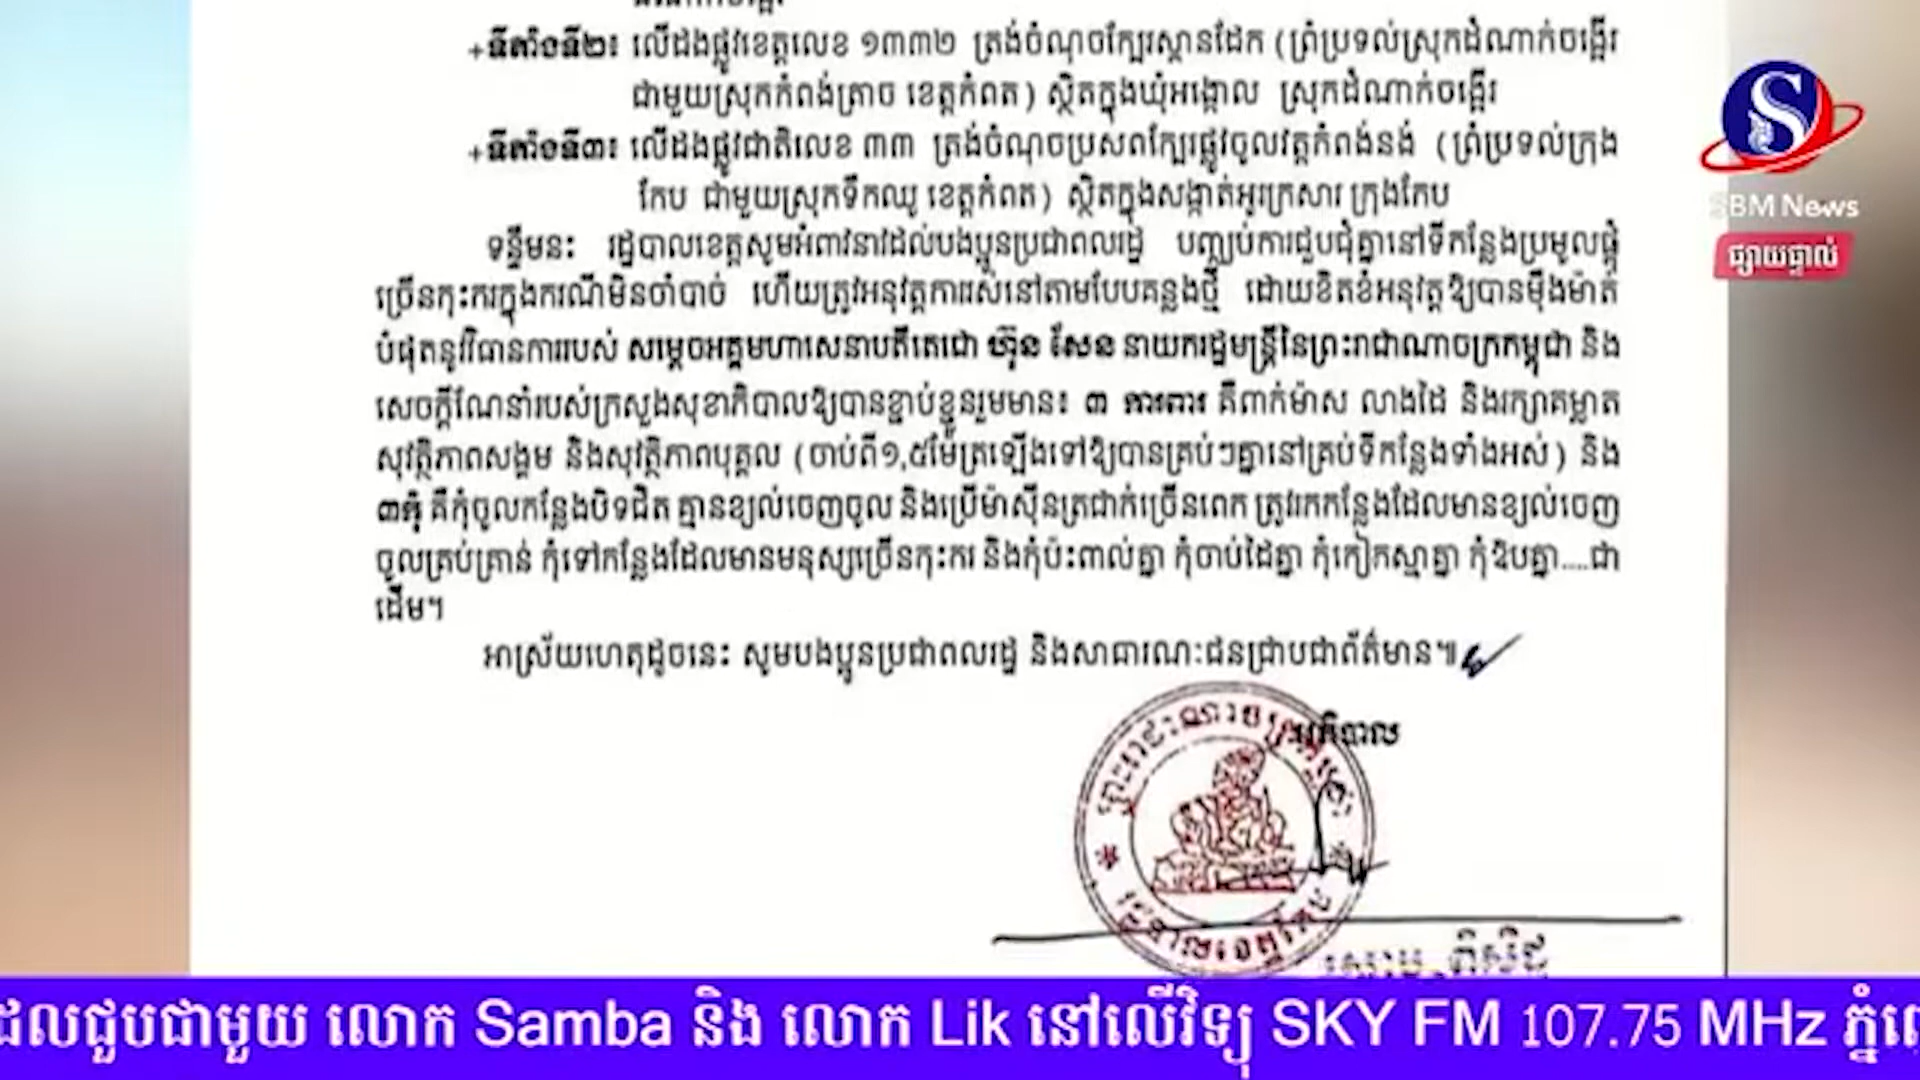 +ទីតាំងទី២៖ លើដងផ្លូវខេត្តលេខ ១៣៣២ ត្រង់ចំណុចក្បែរស្ពានដែក (ព្រំប្រទល់ស្រុកដំណាក់ចង្អើរ
ជាមួយស្រុកកំពង់ត្រាច ខេត្តកំពត) ស្ថិតក្នុងឃុំអង្កោល ស្រុកដំណាក់ចង្អើរ
+ទីតាំងទី៣៖ លើដងផ្លូវជាតិលេខ ៣៣ ត្រង់ចំណុចប្រសព្វក្បែរផ្លូវចូលវត្តកំពង់នង់ (ព្រំប្រទល់ក្រុង
កែប ជាមួយស្រុកទឹកឈូ ខេត្តកំពត) ស្ថិតក្នុងសង្កាត់អូរក្រសារ ក្រុងកែប
ទន្ទឹមនះ រដ្ឋបាលខេត្តសូមអំពាវនាវដល់បងប្អូនប្រជាពលរដ្ឋ បញ្ឈប់ការជួបជុំគ្នានៅទីកន្លែងប្រមូលផ្តុំ
ច្រើនកុះករក្នុងករណីមិនចាំបាច់ ហើយត្រូវអនុវត្តការរស់នៅតាមបែបគន្លងថ្មី ដោយខិតខំអនុវត្តឱ្យបានម៉ឺងម៉ាត់
បំផុតនូវវិធានការរបស់ សម្តេចអគ្គមហាសេនាបតីតេជោ ហ៊ុន សែន នាយករដ្ឋមន្ត្រីនៃព្រះរាជាណាចក្រកម្ពុជា និង
សេចក្តីណែនាំរបស់ក្រសួងសុខាភិបាលឱ្យបានខ្ជាប់ខ្ជួនរួមមាន៖ ៣ ការពារ គឺពាក់ម៉ាស លាងដៃ និងរក្សាគម្លាត
សុវត្ថិភាពសង្គម និងសុវត្ថិភាពបុគ្គល (ចាប់ពី១,៥ម៉ែត្រឡើងទៅឱ្យបានគ្រប់ៗគ្នានៅគ្រប់ទីកន្លែងទាំងអស់) និង
៣កុំ គឺកុំចូលកន្លែងបិទជិត គ្មានខ្យល់ចេញចូល និងប្រើម៉ាស៊ីនត្រជាក់ច្រើនពេក ត្រូវរកកន្លែងដែលមានខ្យល់ចេញ
ចូលគ្រប់គ្រាន់ កុំទៅកន្លែងដែលមានមនុស្សច្រើនកុះករ និងកុំប៉ះពាល់គ្នា កុំចាប់ដៃគ្នា កុំកៀកស្មាគ្នា កុំឱបគ្នា....ជា
ដើម។
អាស្រ័យហេតុដូចនេះ សូមបងប្អូនប្រជាពលរដ្ឋ និងសាធារណៈជនជ្រាបជាព័ត៌មាន៕
អភិបាល
ព្រះរាជាណាចក្រកម្ពុជា
រដ្ឋបាលខេត្តកែប
SBM News
ផ្សាយផ្ទាល់
ដែលជួបជាមួយ លោក Samba និង លោក Lik នៅលើវិទ្យុ SKY FM 107.75 MHz ភ្នំពេ